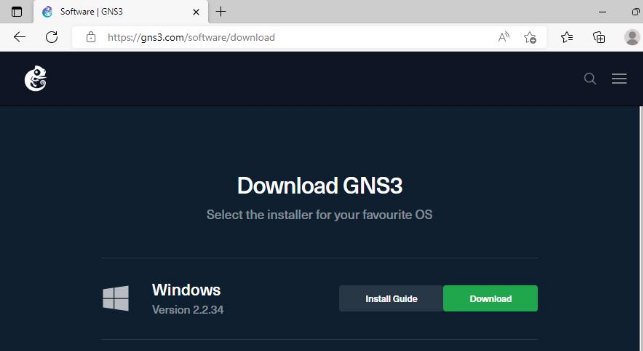 Software | GNS3
https://gns3.com/software/download
Download GNS3
Select the installer for your favourite OS
Windows
Version 2.2.34
Install Guide
Download